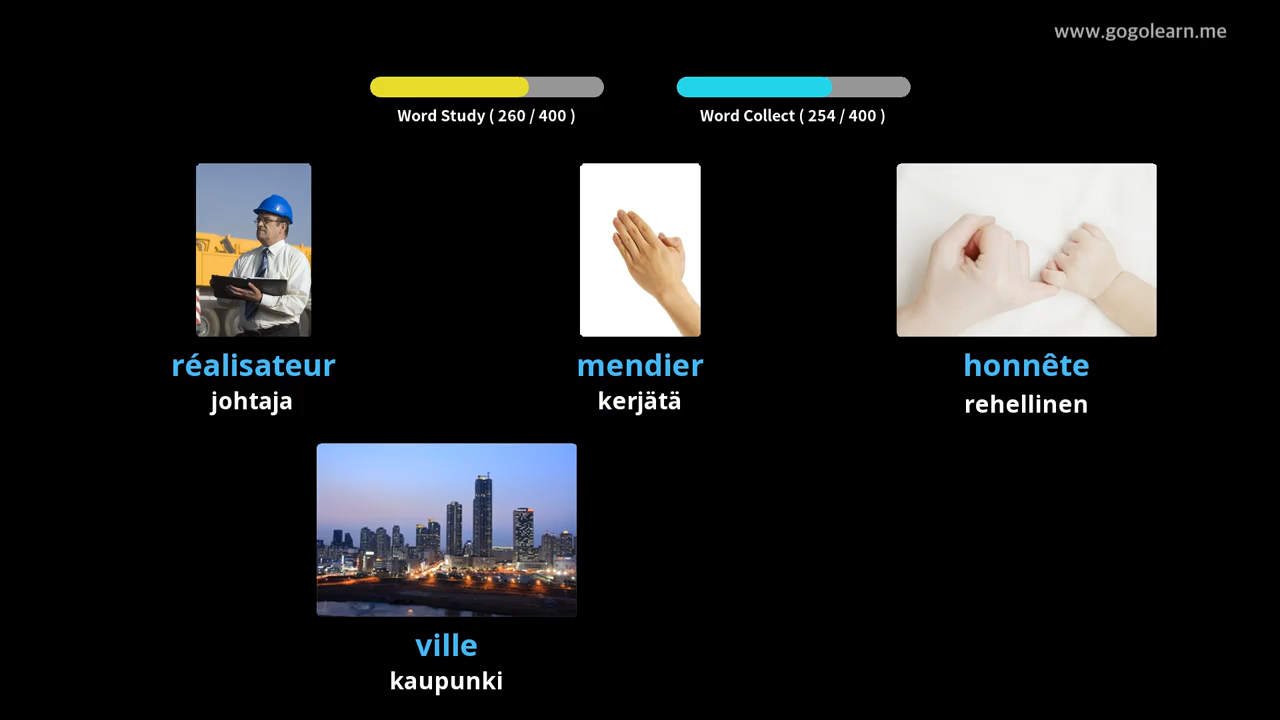 www.gogolearn.me
Word Study ( 260 / 400 )
Word Collect ( 254 / 400 )
réalisateur
johtaja
mendier
kerjätä
honnête
rehellinen
ville
kaupunki